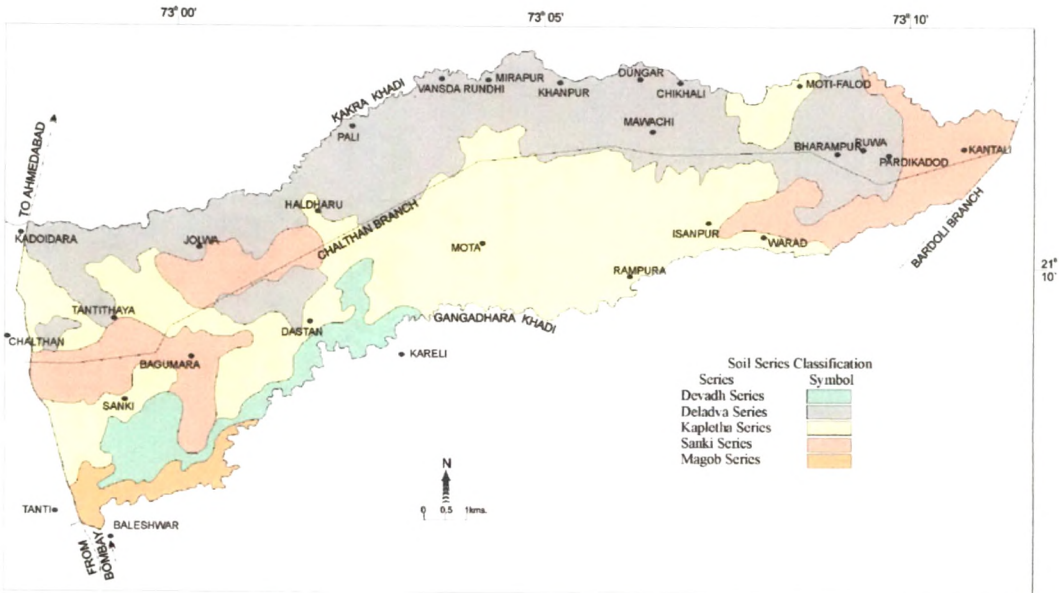 73° 00'
73° 05'
73° 10'
DUNGAR
MIRAPUR
VANSDA RUNDHI
KHANPUR
CHIKHALI
MOTI-FALOD
KAKRA KHADI
PALI
MAWACHI
BHARAMPUR
RUWA
PARDIKADOD
KANTALI
TO AHMEDABAD
HALDHARU
CHALTHAN BRANCH
KADOIDARA
JOLWA
MOTA
ISANPUR
WARAD
BARDOLI BRANCH
RAMPURA
21°
10'
TANTITHAYA
DASTAN
GANGADHARA KHADI
CHALTHAN
BAGUMARA
KARELI
SANKI
Soil Series Classification
Series Symbol
Devadh Series
Deladva Series
Kapletha Series
Sanki Series
Magob Series
N
0 0.5 1kms.
TANTI
BALESHWAR
FROM
BOMBAY